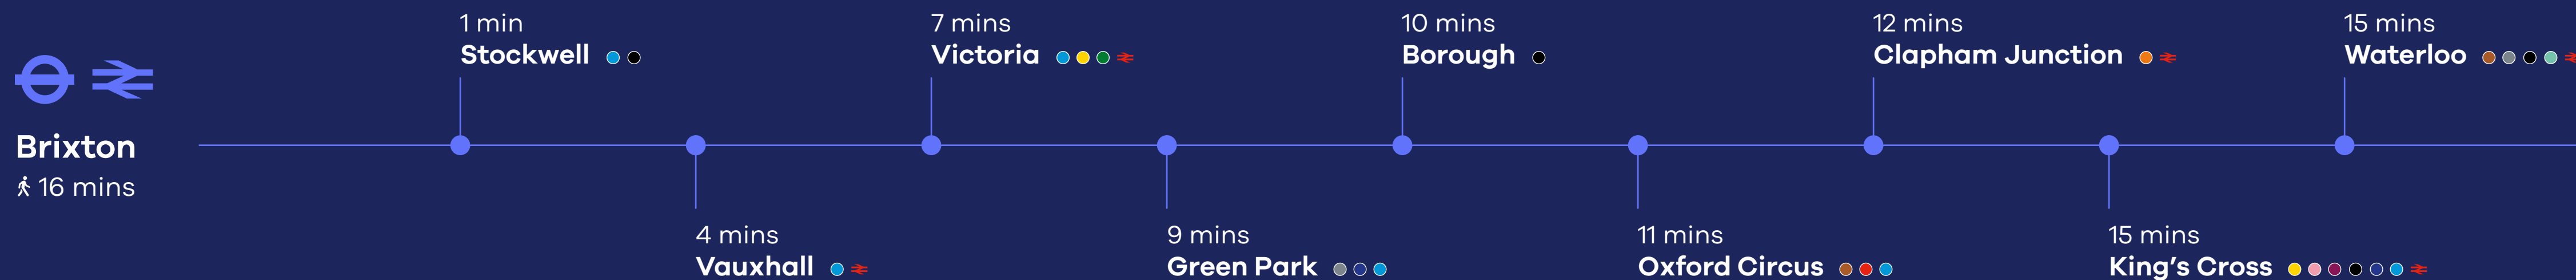 Brixton
16 mins
1 min
Stockwell
4 mins
Vauxhall
7 mins
Victoria
9 mins
Green Park
10 mins
Borough
11 mins
Oxford Circus
12 mins
Clapham Junction
15 mins
King's Cross
15 mins
Waterloo